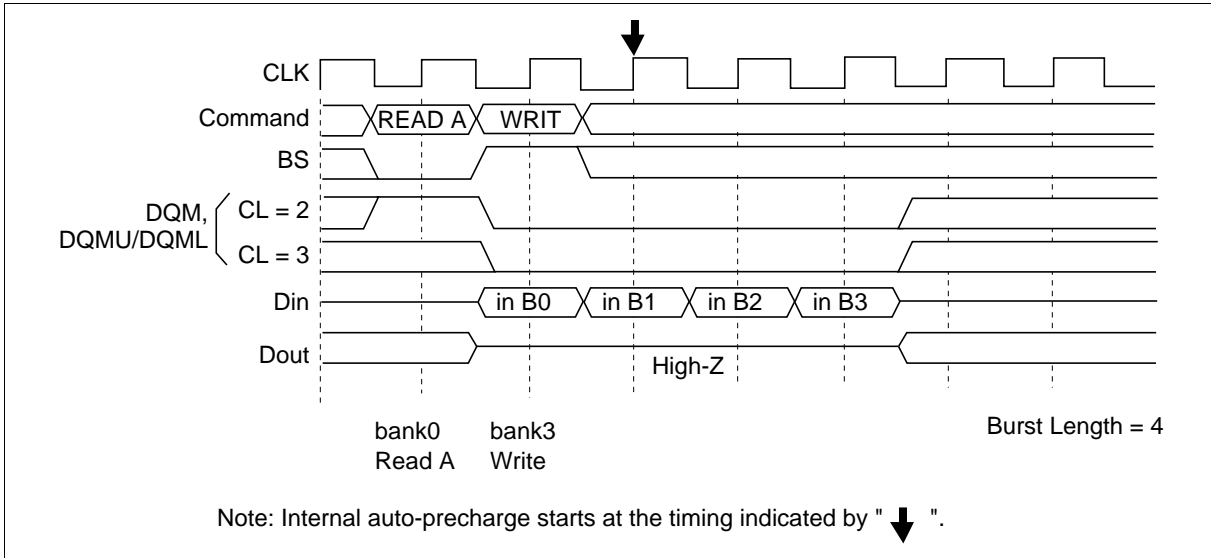 CLK
Command READ A WRIT
BS
DQM,
DQMU/DQML
CL = 2
CL = 3
Din in B0 in B1 in B2 in B3
Dout High-Z
bank0 bank3
Read A Write
Burst Length = 4
Note: Internal auto-precharge starts at the timing indicated by " ".